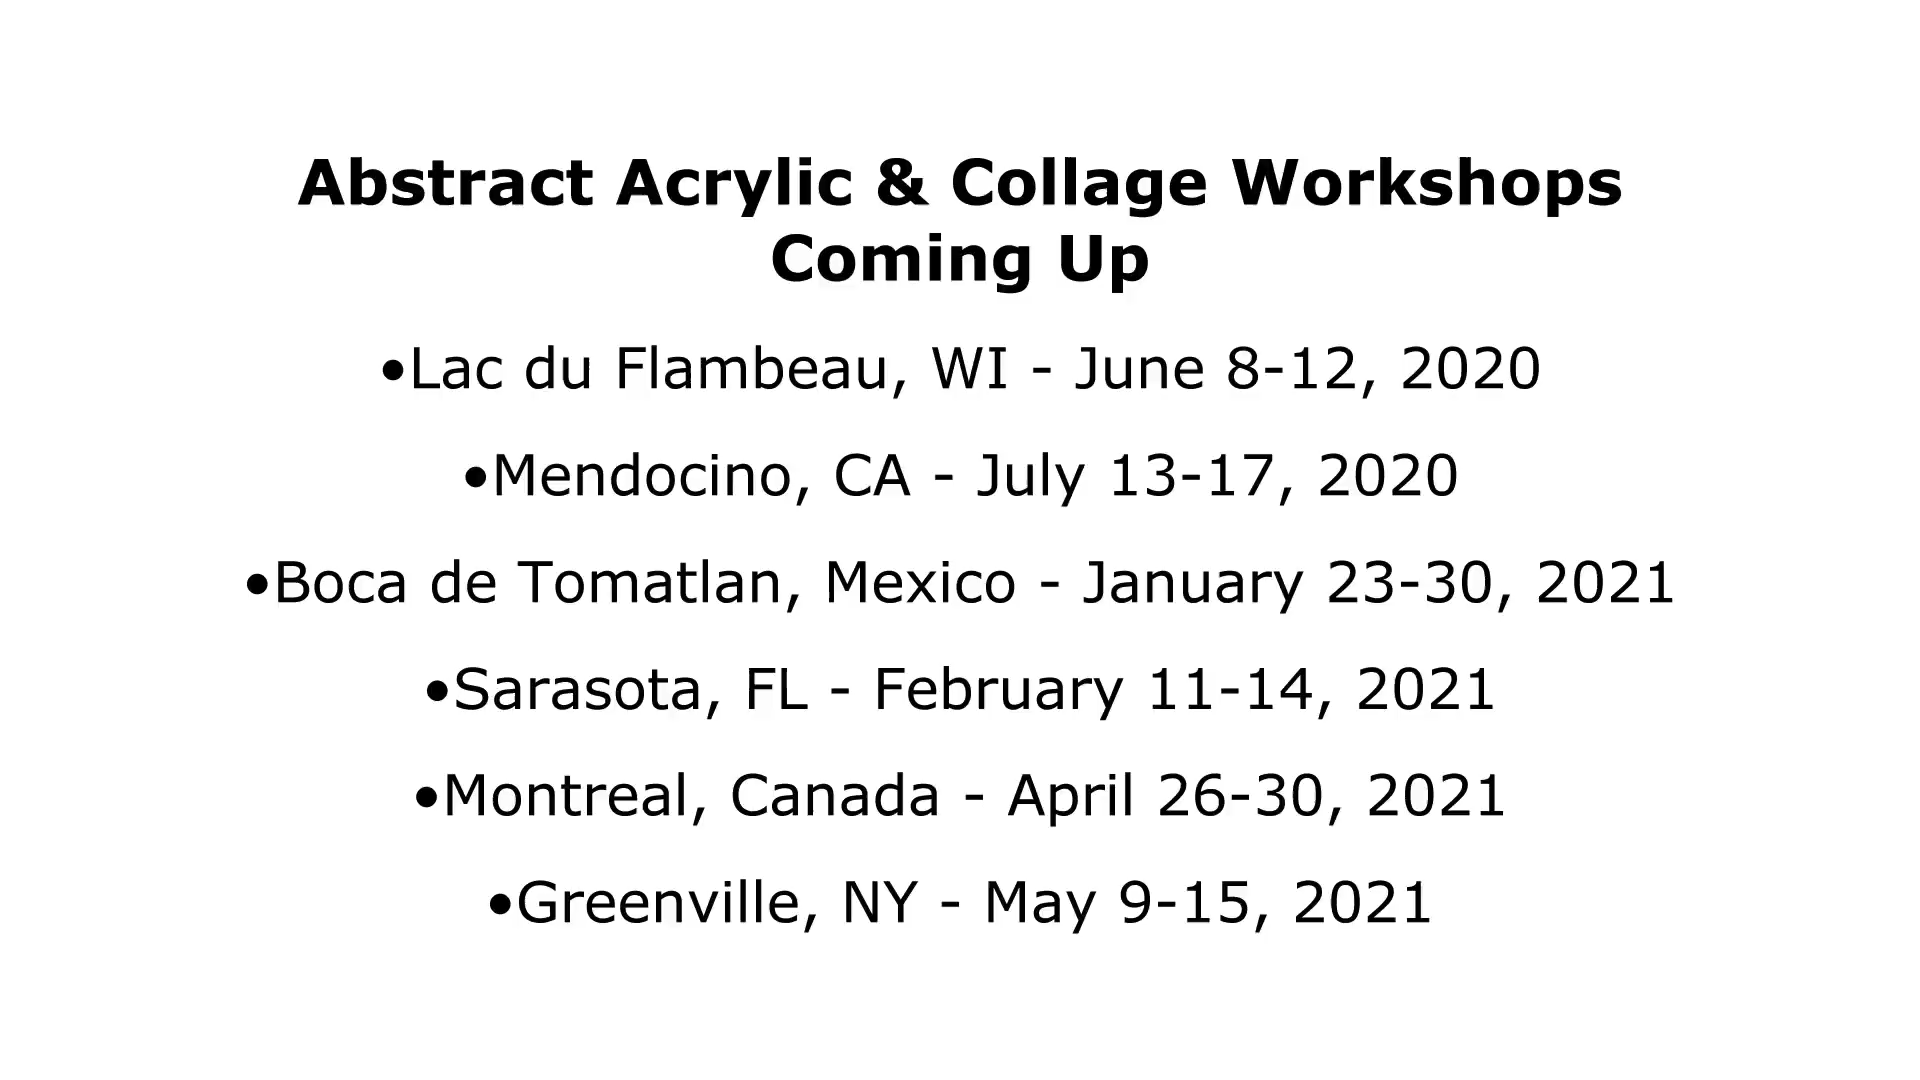 Abstract Acrylic & Collage Workshops
Coming Up
•Lac du Flambeau, WI - June 8-12, 2020
•Mendocino, CA - July 13-17, 2020
•Boca de Tomatlan, Mexico - January 23-30, 2021
•Sarasota, FL - February 11-14, 2021
•Montreal, Canada - April 26-30, 2021
•Greenville, NY - May 9-15, 2021